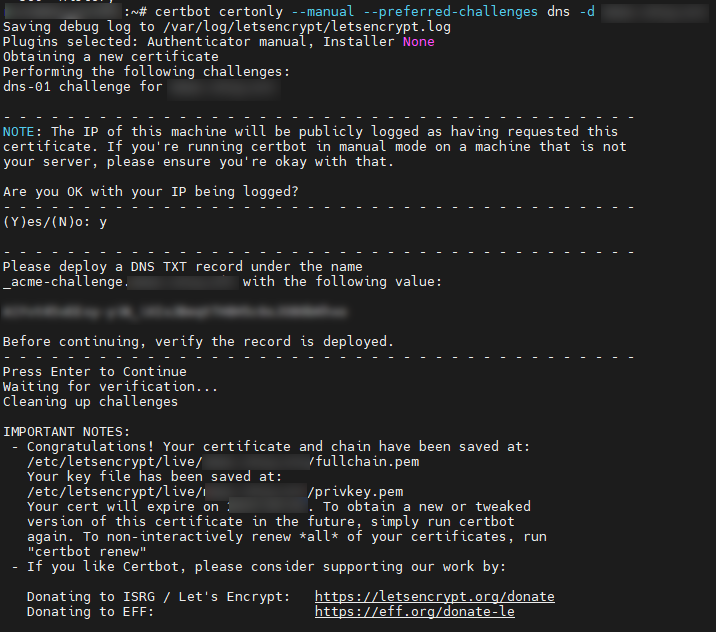 :~# certbot certonly --manual --preferred-challenges dns -d
Saving debug log to /var/log/letsencrypt/letsencrypt.log
Plugins selected: Authenticator manual, Installer None
Obtaining a new certificate
Performing the following challenges:
dns-01 challenge for
- - - - - - - - - - - - - - - - - - - - - - - - - - - - - - - - - - - - - - - -
NOTE: The IP of this machine will be publicly logged as having requested this
certificate. If you're running certbot in manual mode on a machine that is not
your server, please ensure you're okay with that.
Are you OK with your IP being logged?
- - - - - - - - - - - - - - - - - - - - - - - - - - - - - - - - - - - - - - - -
(Y)es/(N)o: y
- - - - - - - - - - - - - - - - - - - - - - - - - - - - - - - - - - - - - - - -
Please deploy a DNS TXT record under the name
_acme-challenge. with the following value:
Before continuing, verify the record is deployed.
- - - - - - - - - - - - - - - - - - - - - - - - - - - - - - - - - - - - - - - -
Press Enter to Continue
Waiting for verification...
Cleaning up challenges
IMPORTANT NOTES:
- Congratulations! Your certificate and chain have been saved at:
/etc/letsencrypt/live/ /fullchain.pem
Your key file has been saved at:
/etc/letsencrypt/live/ /privkey.pem
Your cert will expire on . To obtain a new or tweaked
version of this certificate in the future, simply run certbot
again. To non-interactively renew *all* of your certificates, run
"certbot renew"
- If you like Certbot, please consider supporting our work by:
Donating to ISRG / Let's Encrypt: https://letsencrypt.org/donate
Donating to EFF: https://eff.org/donate-le